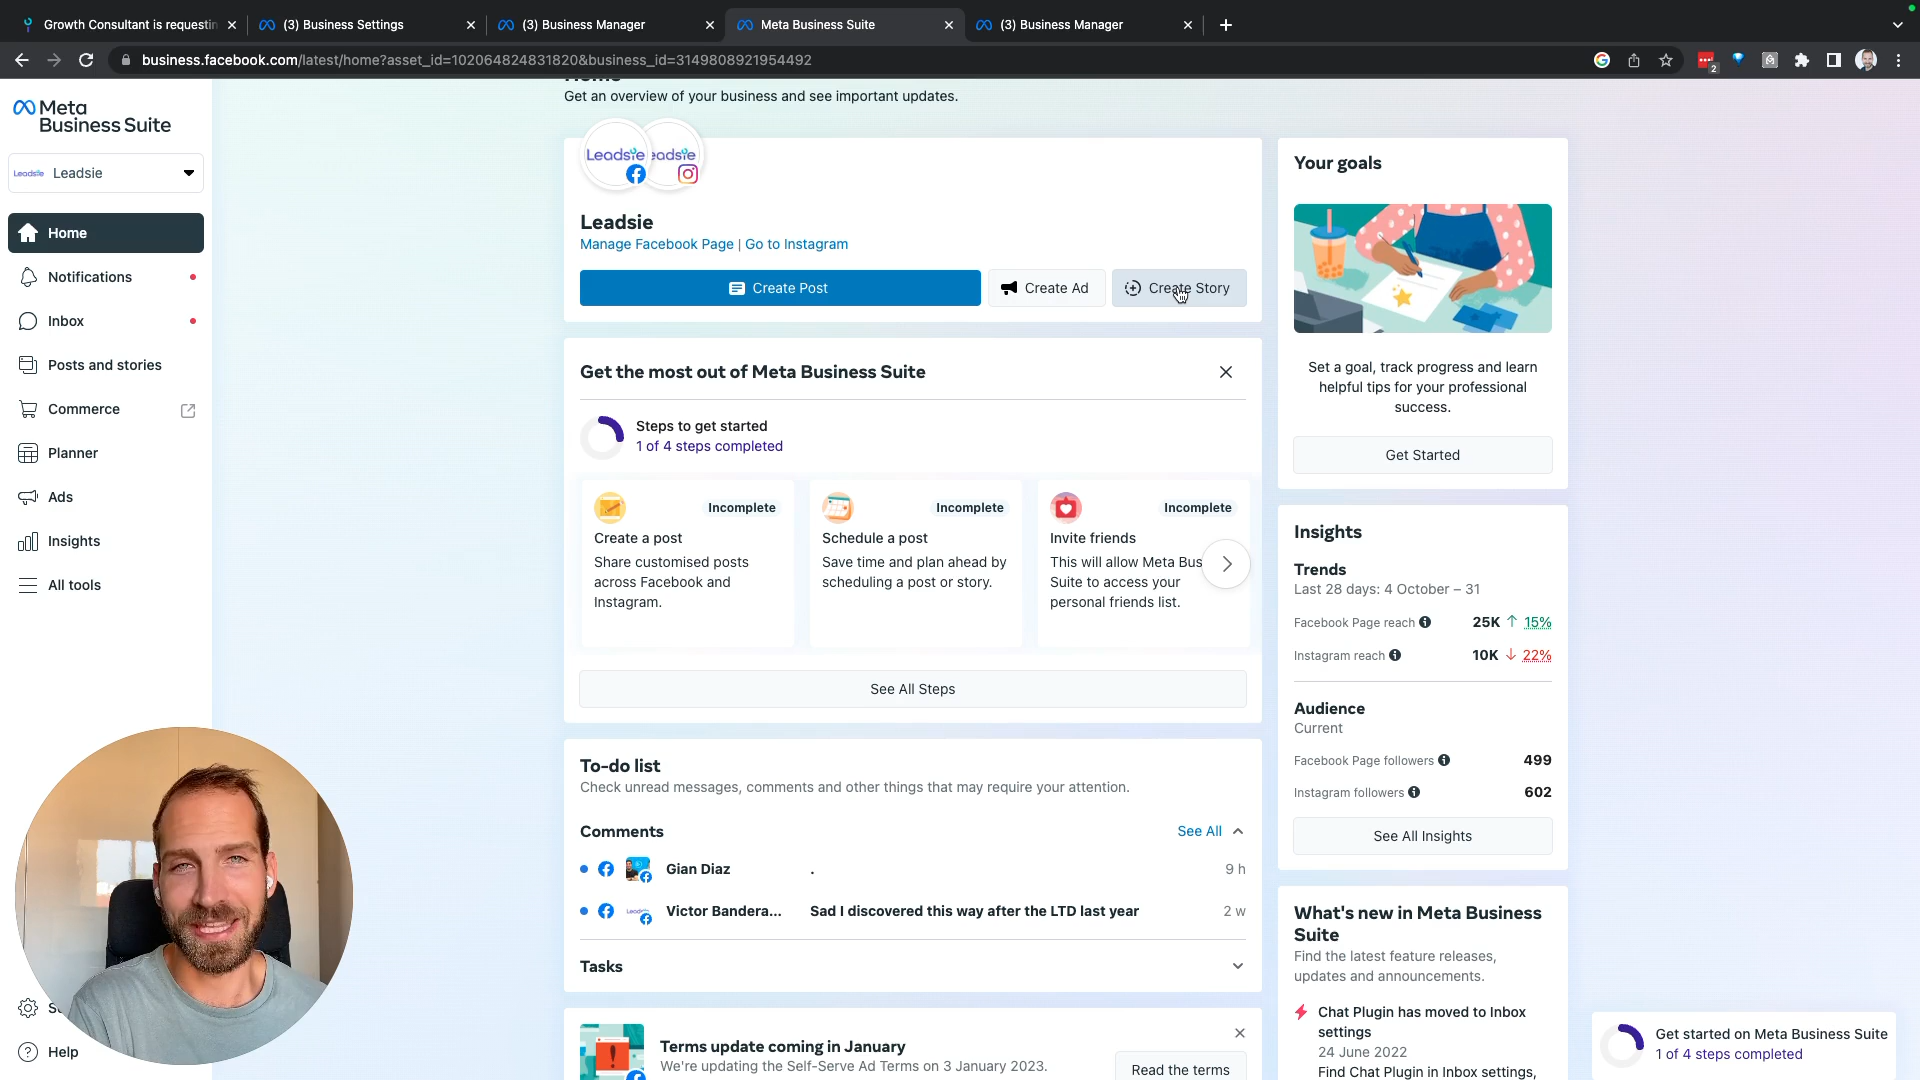 Growth Consultant is requestin
(3) Business Settings
(3) Business Manager
Meta Business Suite
(3) Business Manager
business.facebook.com/latest/home?asset_id=102064824831820&business_id=3149808921954492
2
Meta
Business Suite
Leadsie Leadsie
Home
Notifications
Inbox
Posts and stories
Commerce
Planner
Ads
Insights
All tools
Help
Home
Get an overview of your business and see important updates.
Leadsie
eadsie
Leadsie
Manage Facebook Page | Go to Instagram
Create Post
Create Ad
Create Story
Get the most out of Meta Business Suite
Steps to get started
1 of 4 steps completed
Incomplete
Create a post
Share customised posts
across Facebook and
Instagram.
Incomplete
Schedule a post
Save time and plan ahead by
scheduling a post or story.
Incomplete
Invite friends
This will allow Meta Bus
Suite to access your
personal friends list.
See All Steps
To-do list
Check unread messages, comments and other things that may require your attention.
Comments
See All
Gian Diaz . 9 h
Victor Bandera... Sad I discovered this way after the LTD last year 2 w
Tasks
Terms update coming in January
We're updating the Self-Serve Ad Terms on 3 January 2023.
Read the terms
Your goals
Set a goal, track progress and learn
helpful tips for your professional
success.
Get Started
Insights
Trends
Last 28 days: 4 October – 31
Facebook Page reach 25K ↑ 15%
Instagram reach 10K ↓ 22%
Audience
Current
Facebook Page followers 499
Instagram followers 602
See All Insights
What's new in Meta Business
Suite
Find the latest feature releases,
updates and announcements.
Chat Plugin has moved to Inbox
settings
24 June 2022
Find Chat Plugin in Inbox settings,
Get started on Meta Business Suite
1 of 4 steps completed